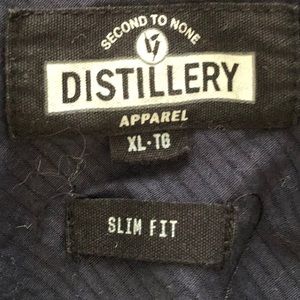 SECOND TO NONE
DISTILLERY
APPAREL
XL·TG
SLIM FIT